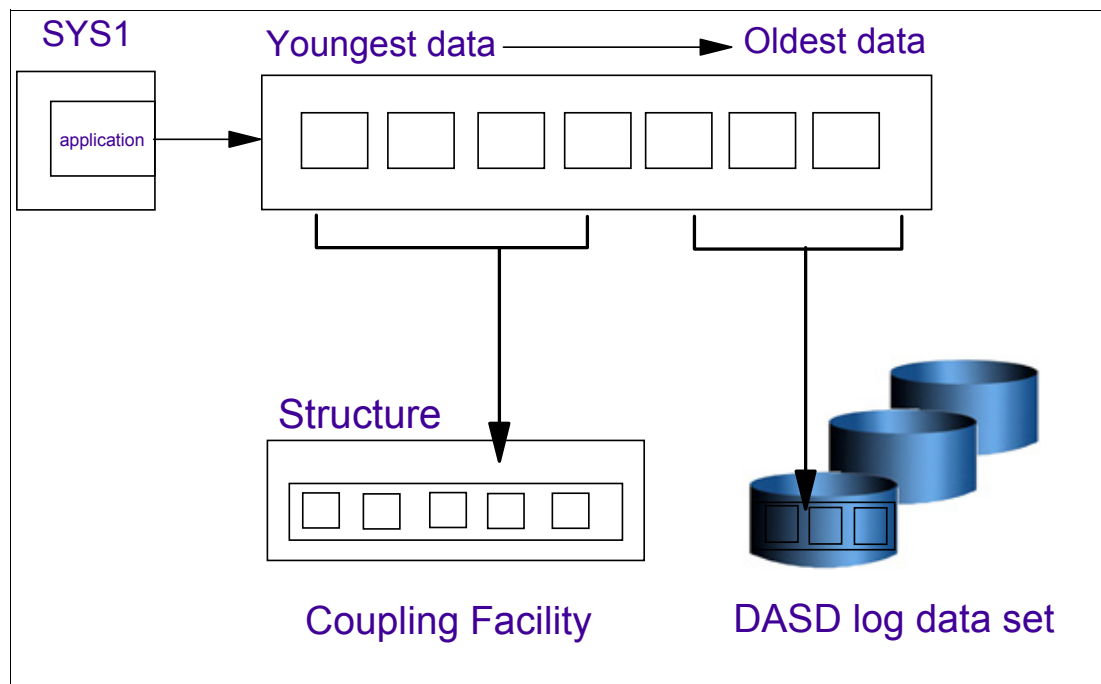 SYS1
Youngest data
Oldest data
application
Structure
Coupling Facility
DASD log data set